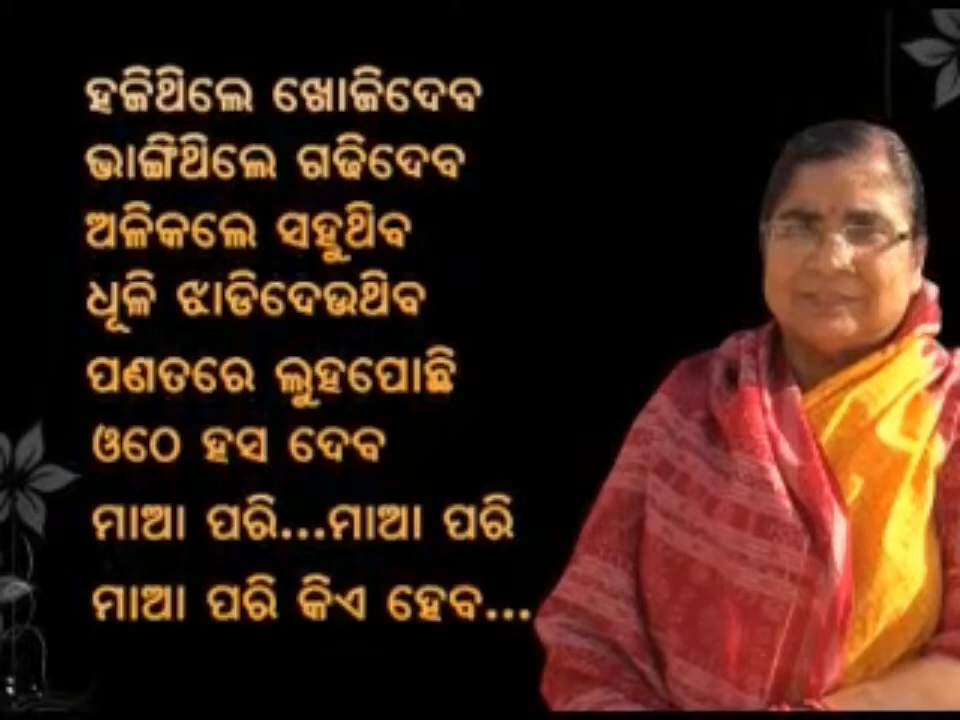 ହଜିଥିଲେ ଖୋଜିଦେବ
ଭାଙ୍ଗିଥିଲେ ଗଢିଦେବ
ଅଳିକଲେ ସହୁଥିବ
ଧୂଳି ଝାଡିଦେଉଥିବ
ପଣତରେ ଲୁହପୋଛି
ଓଠେ ହସ ଦେବ
ମାଆ ପରି...ମାଆ ପରି
ମାଆ ପରି କିଏ ହେବ...